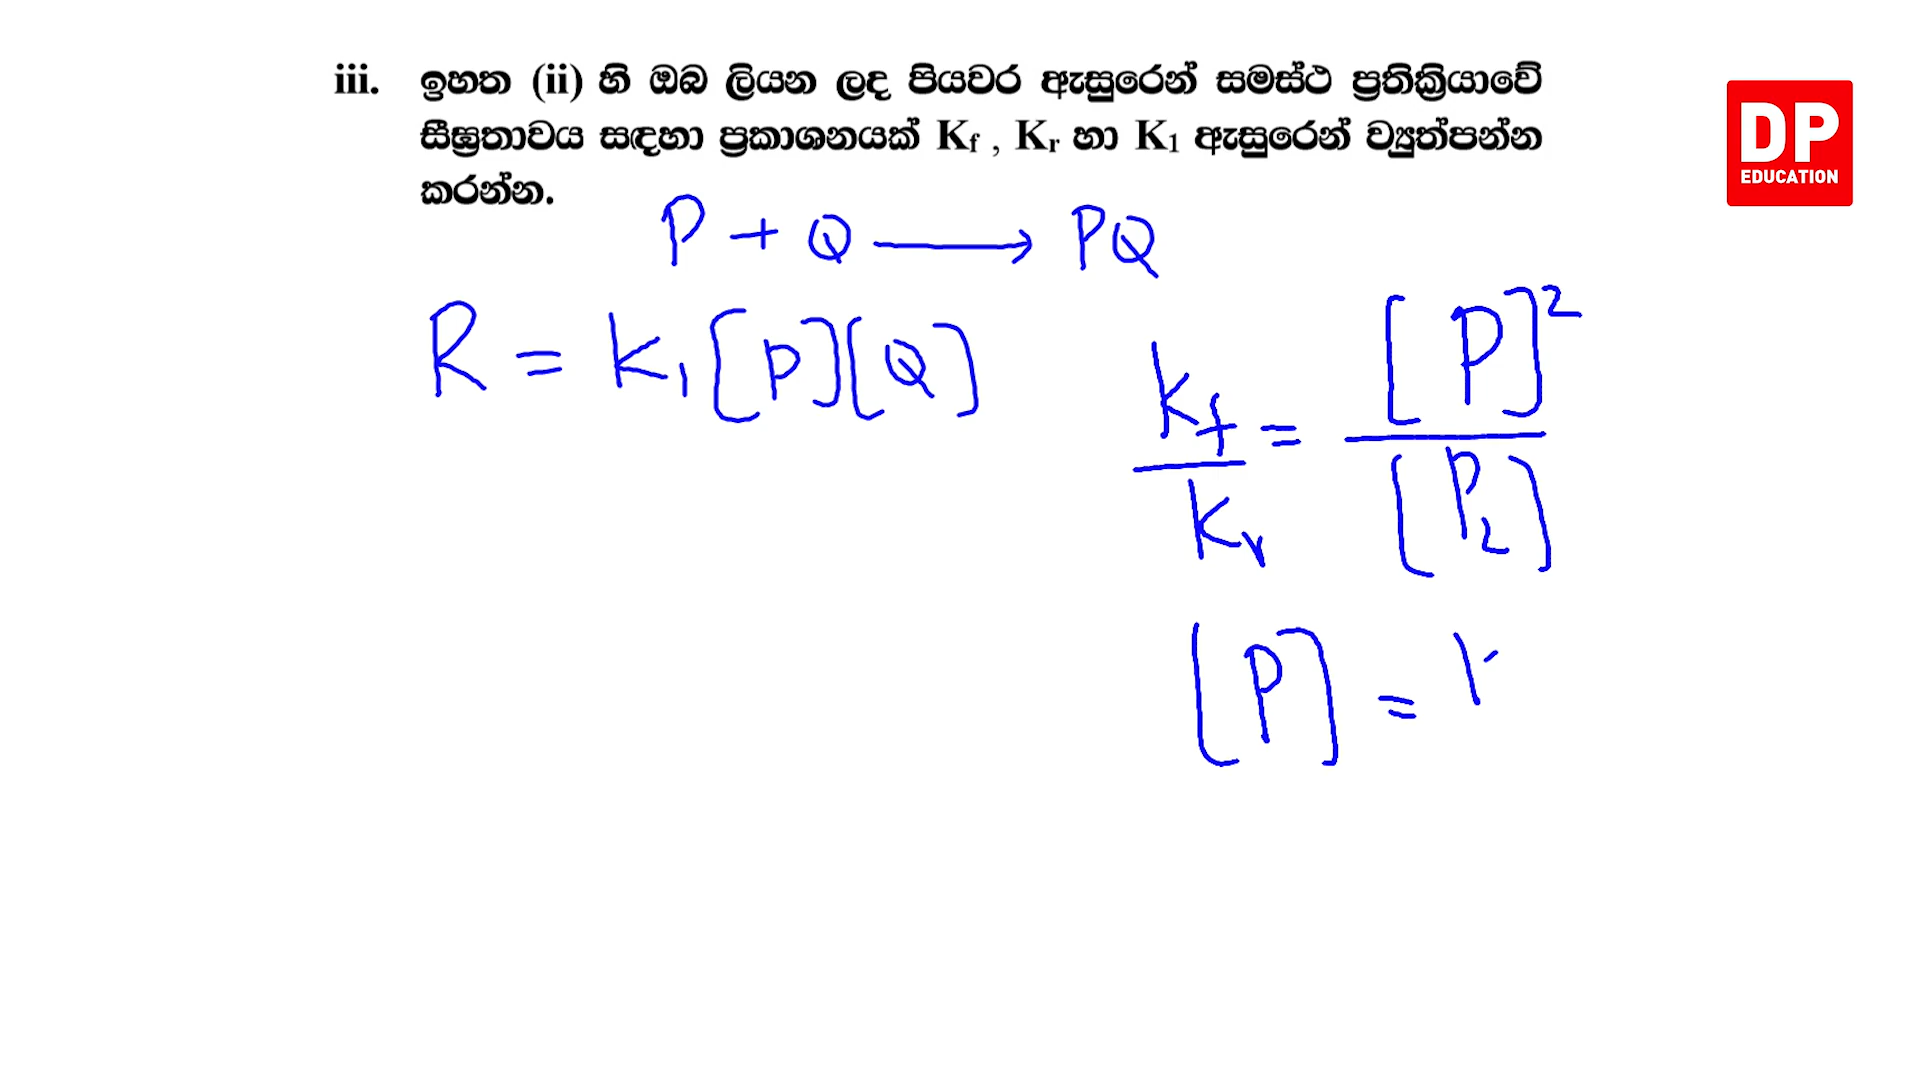 iii. ඉහත (ii) හි ඔබ ලියන ලද පියවර ඇසුරෙන් සමස්ථ ප්‍රතික්‍රියාවේ
සීඝ්‍රතාවය සඳහා ප්‍රකාශනයක් Kf , Kr හා K1 ඇසුරෙන් ව්‍යුත්පන්න
කරන්න.
DP
EDUCATION
P + Q ⟶ PQ
R = k₁[P][Q]
kf/kr = [P]²/[P₂]
[P] =